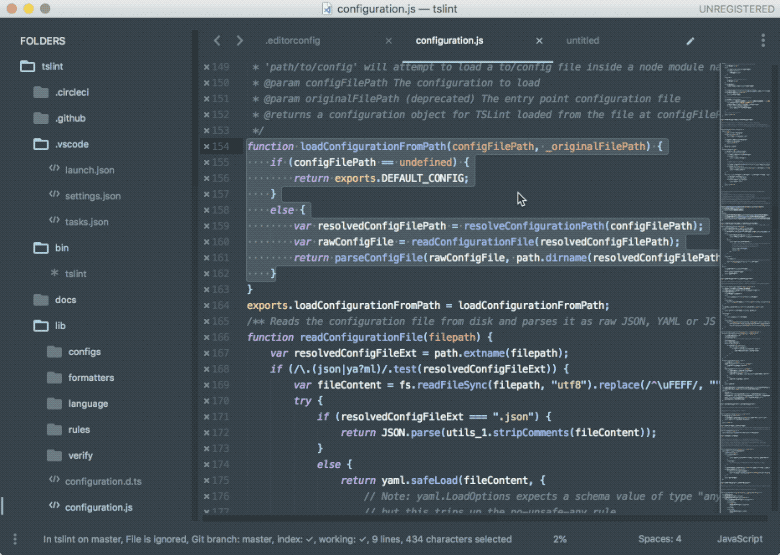 configuration.js — tslint
UNREGISTERED
FOLDERS
tslint
.circleci
.github
.vscode
launch.json
settings.json
tasks.json
bin
tslint
docs
lib
configs
formatters
language
rules
verify
configuration.d.ts
configuration.js
.editorconfig
configuration.js
untitled
149 * 'path/to/config' will attempt to load a to/config file inside a node module na
150 * @param configFilePath The configuration to load
151 * @param originalFilePath (deprecated) The entry point configuration file
152 * @returns a configuration object for TSLint loaded from the file at configFileP
153 */
154 function loadConfigurationFromPath(configFilePath, _originalFilePath) {
155 if (configFilePath == undefined) {
156 return exports.DEFAULT_CONFIG;
157 }
158 else {
159 var resolvedConfigFilePath = resolveConfigurationPath(configFilePath);
160 var rawConfigFile = readConfigurationFile(resolvedConfigFilePath);
161 return parseConfigFile(rawConfigFile, path.dirname(resolvedConfigFilePath
162 }
163 }
164 exports.loadConfigurationFromPath = loadConfigurationFromPath;
165 /** Reads the configuration file from disk and parses it as raw JSON, YAML or JS
166 function readConfigurationFile(filepath) {
167 var resolvedConfigFileExt = path.extname(filepath);
168 if (/\.(json|ya?ml)/.test(resolvedConfigFileExt)) {
169 var fileContent = fs.readFileSync(filepath, "utf8").replace(/^\uFEFF/, "
170 try {
171 if (resolvedConfigFileExt === ".json") {
172 return JSON.parse(utils_1.stripComments(fileContent));
173 }
174 else {
175 return yaml.safeLoad(fileContent, {
176 // Note: yaml.LoadOptions expects a schema value of type "any
177 // but this trips up the no-unsafe-any rule
In tslint on master, File is ignored, Git branch: master, index: ✓, working: ✓, 9 lines, 434 characters selected
2%
Spaces: 4
JavaScript